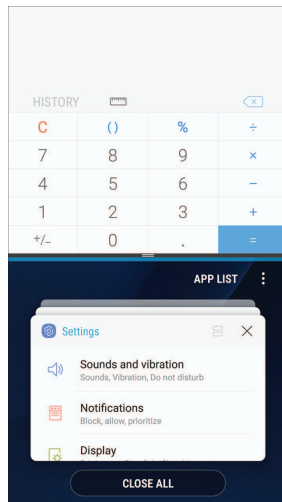 HISTORY
C () % ÷
7 8 9 ×
4 5 6 −
1 2 3 +
+/− 0 . =
APP LIST
Settings
Sounds and vibration
Sounds, Vibration, Do not disturb
Notifications
Block, allow, prioritize
Display
CLOSE ALL